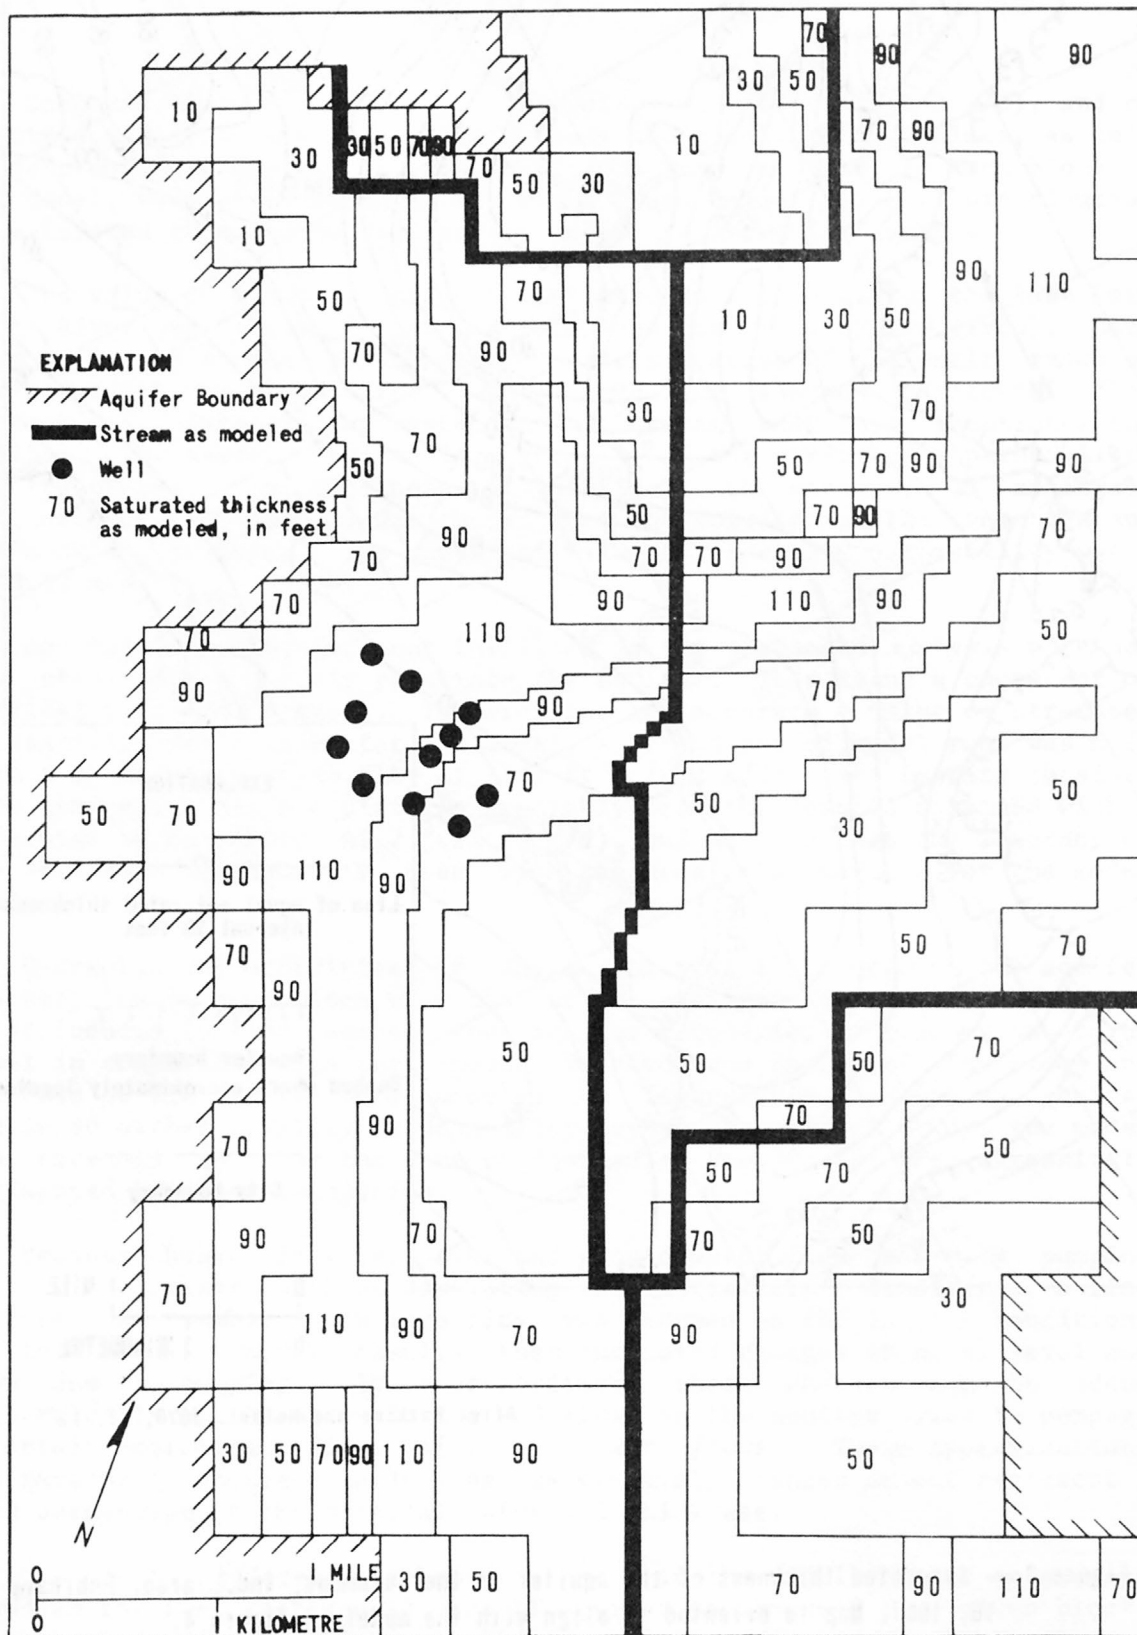 70 90 90
30 50
10 10 70 90
30 30 50 70 90 70 50 30
10
50 70 90 110
10 30 50
EXPLANATION
70 90
Aquifer Boundary
Stream as modeled
30 70
70
Well
50 50 70 90 90
70 Saturated thickness
as modeled, in feet
50 70 90 70
90
70 70 70 90
70 90 110 90
70 110 50
90 90 70
50 70 70 50 50
30
90 110 90
70 50 70
90
50 50 50 70
90 70
70 50 70 50
90 70 70 50
70 30
110 90 70 90
30 50 70 90 110 90 50
N
0 1 MILE
30 50 70 90 110 70
0 1 KILOMETRE